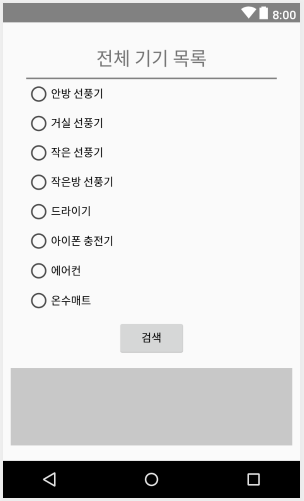 8:00
전체 기기 목록
안방 선풍기
거실 선풍기
작은 선풍기
작은방 선풍기
드라이기
아이폰 충전기
에어컨
온수매트
검색